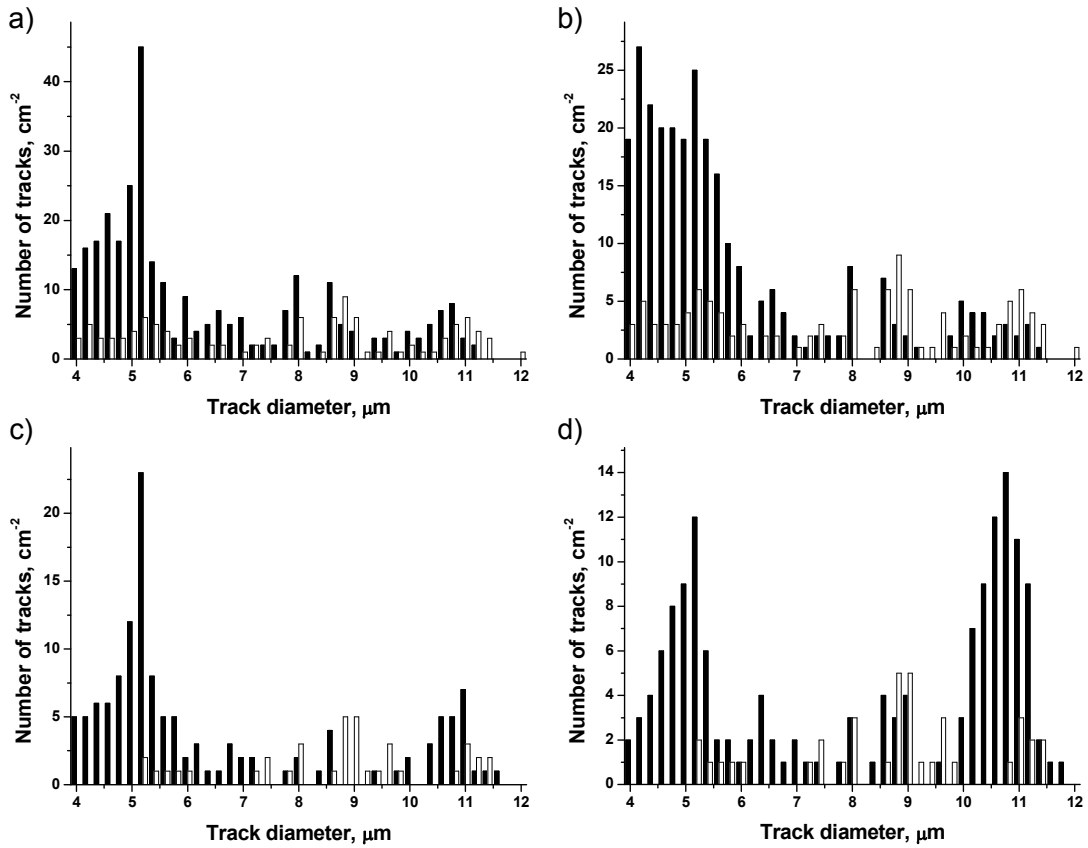 a)
Number of tracks, cm-2
40
30
20
10
0
4 5 6 7 8 9 10 11 12
Track diameter, μm
b)
Number of tracks, cm-2
25
20
15
10
5
0
4 5 6 7 8 9 10 11 12
Track diameter, μm
c)
Number of tracks, cm-2
20
15
10
5
0
4 5 6 7 8 9 10 11 12
Track diameter, μm
d)
Number of tracks, cm-2
14
12
10
8
6
4
2
0
4 5 6 7 8 9 10 11 12
Track diameter, μm